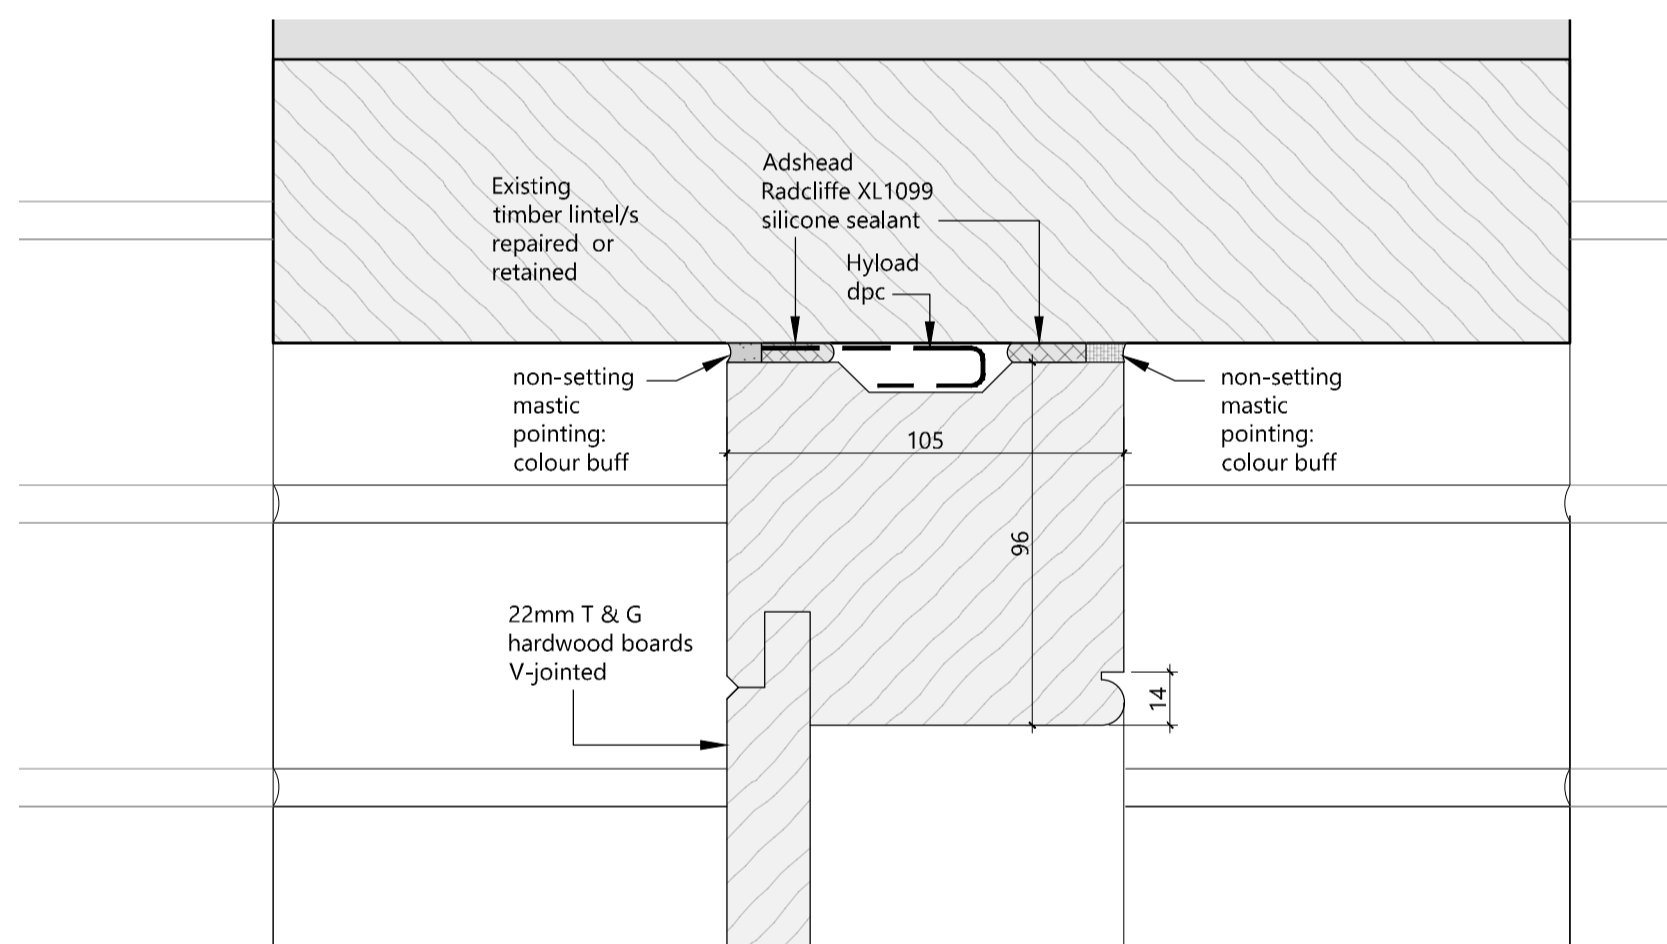 Existing
timber lintel/s
repaired or
retained
Adshead
Radcliffe XL1099
silicone sealant
Hyload
dpc
non-setting
mastic
pointing:
colour buff
non-setting
mastic
pointing:
colour buff
105
96
22mm T & G
hardwood boards
V-jointed
14